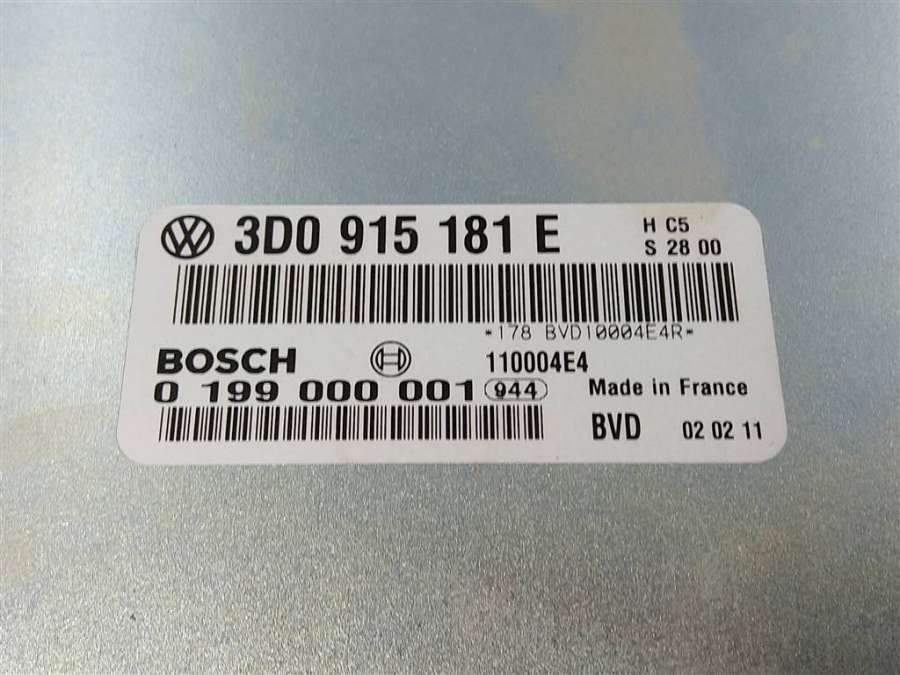 3D0 915 181 E
H C5
S 28 00
*178 BVD10004E4R*
BOSCH
110004E4
0 199 000 001 944
Made in France
BVD
02 02 11